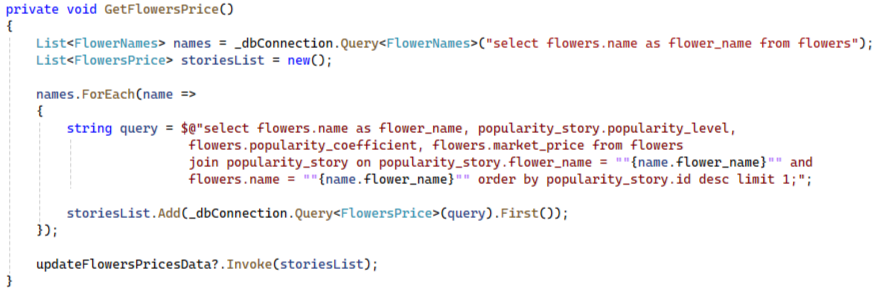 private void GetFlowersPrice()
{
    List<FlowerNames> names = _dbConnection.Query<FlowerNames>("select flowers.name as flower_name from flowers");
    List<FlowersPrice> storiesList = new();

    names.ForEach(name =>
    {
        string query = $@"select flowers.name as flower_name, popularity_story.popularity_level,
                        flowers.popularity_coefficient, flowers.market_price from flowers
                        join popularity_story on popularity_story.flower_name = ""{name.flower_name}"" and
                        flowers.name = ""{name.flower_name}"" order by popularity_story.id desc limit 1;";

        storiesList.Add(_dbConnection.Query<FlowersPrice>(query).First());
    });

    updateFlowersPricesData?.Invoke(storiesList);
}